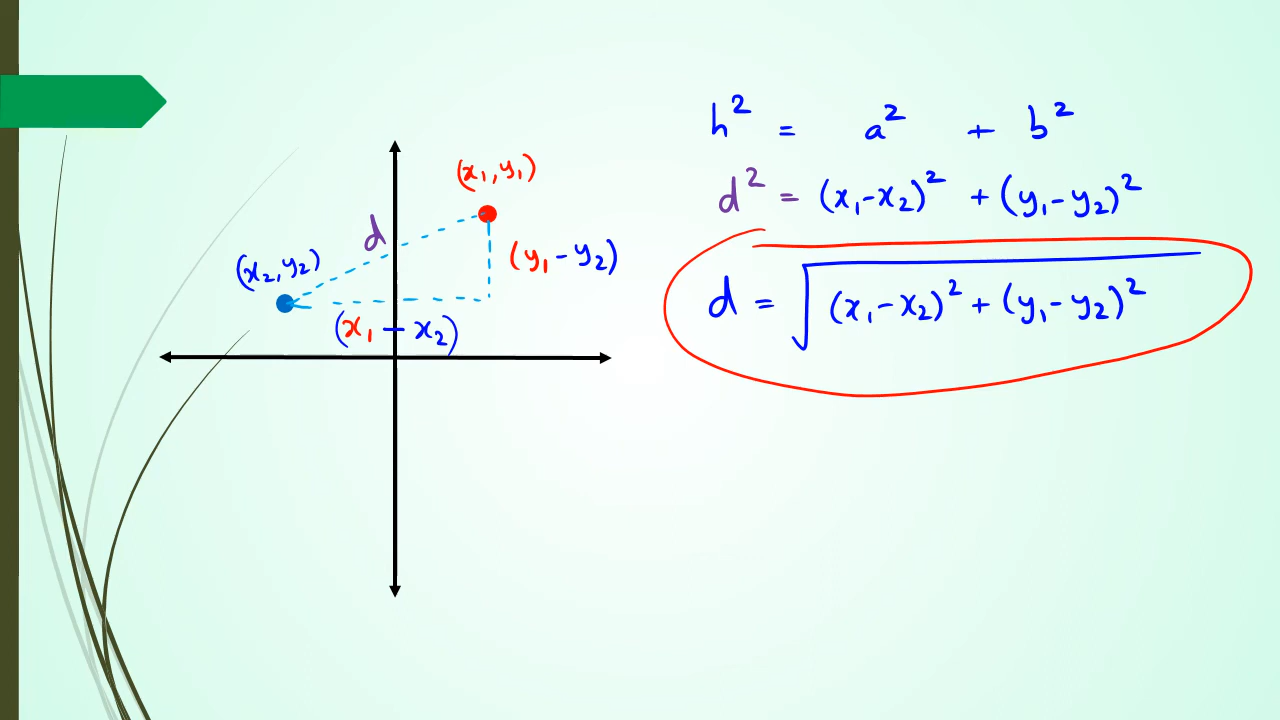 (x₁, y₁)
d
(x₂, y₂)
(y₁ - y₂)
(x₁ - x₂)
h² = a² + b²
d² = (x₁ - x₂)² + (y₁ - y₂)²
d = √(x₁ - x₂)² + (y₁ - y₂)²